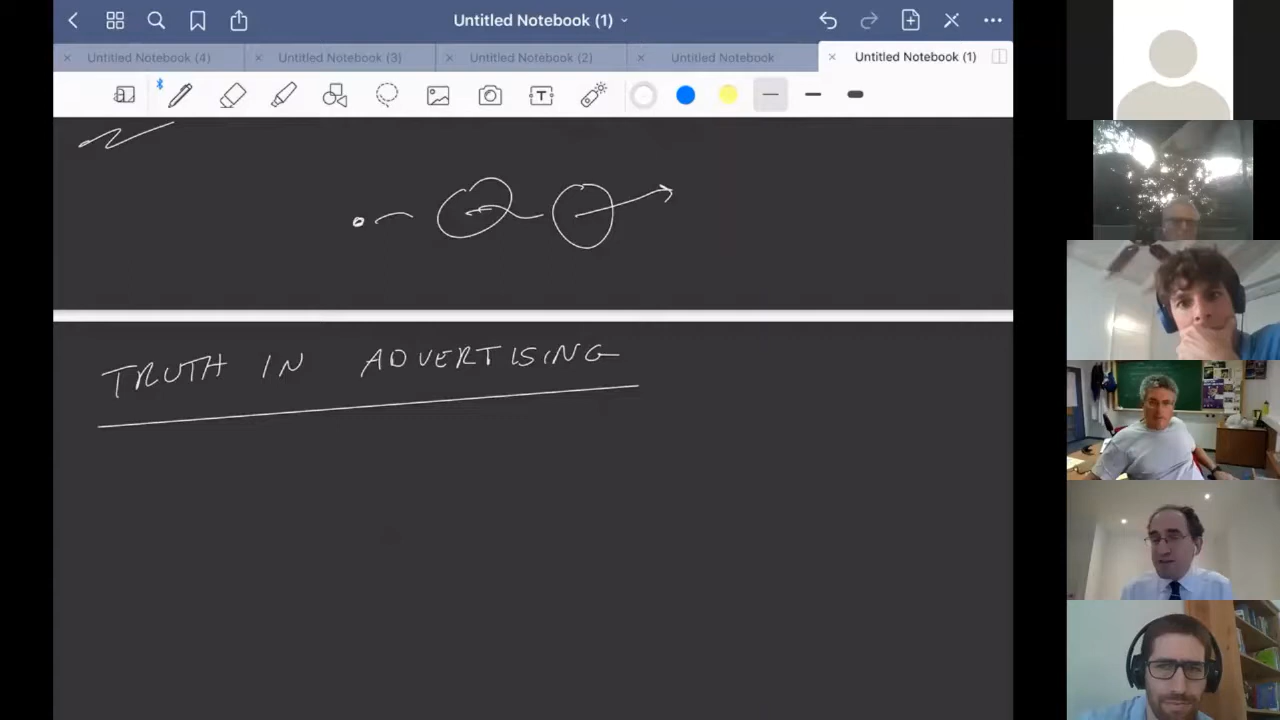 Untitled Notebook (1)
Untitled Notebook (4)
Untitled Notebook (3)
Untitled Notebook (2)
Untitled Notebook
Untitled Notebook (1)
T
TRUTH IN ADVERTISING